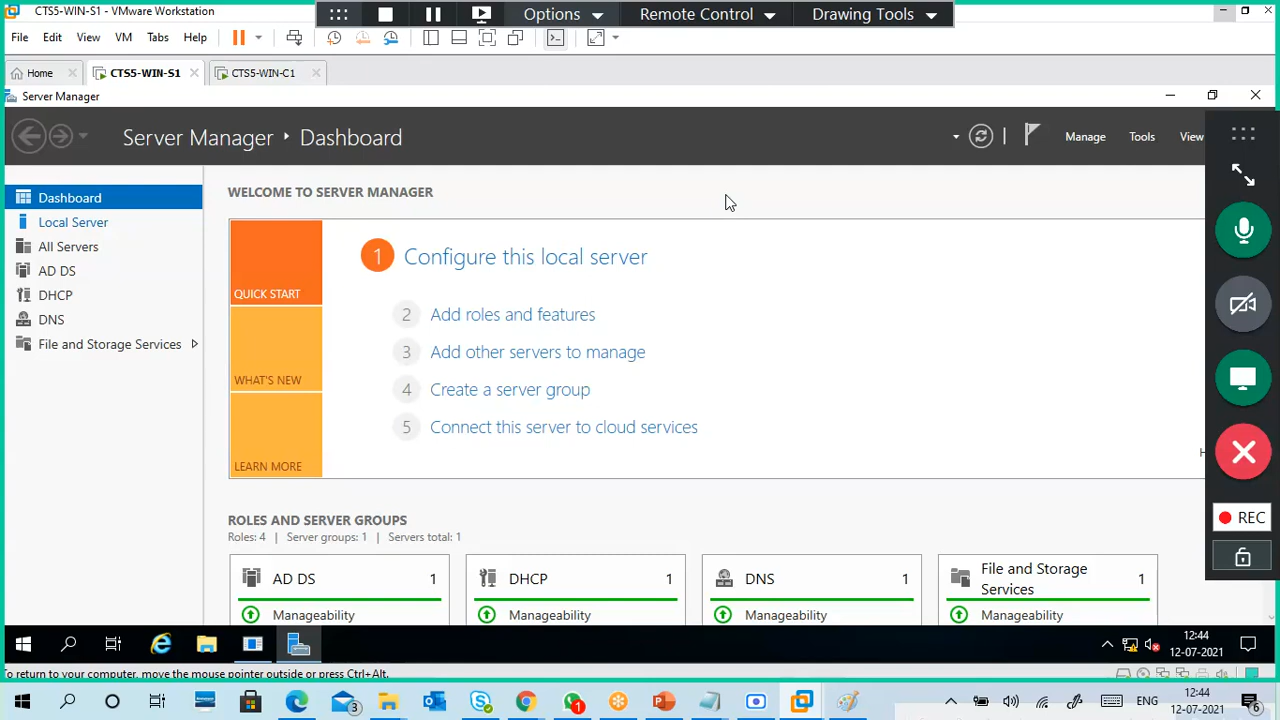 CTS5-WIN-S1 - VMware Workstation
Options
Remote Control
Drawing Tools
File Edit View VM Tabs Help
Home
CTS5-WIN-S1
CTS5-WIN-C1
Server Manager
Server Manager Dashboard
Manage Tools View
Dashboard
Local Server
All Servers
AD DS
DHCP
DNS
File and Storage Services
WELCOME TO SERVER MANAGER
QUICK START
WHAT'S NEW
LEARN MORE
1 Configure this local server
2 Add roles and features
3 Add other servers to manage
4 Create a server group
5 Connect this server to cloud services
H
ROLES AND SERVER GROUPS
Roles: 4 | Server groups: 1 | Servers total: 1
AD DS 1
Manageability
DHCP 1
Manageability
DNS 1
Manageability
File and Storage
Services 1
Manageability
REC
12:44
12-07-2021
To return to your computer, move the mouse pointer outside or press Ctrl+Alt.
3
1
ENG
12:44
12-07-2021
6